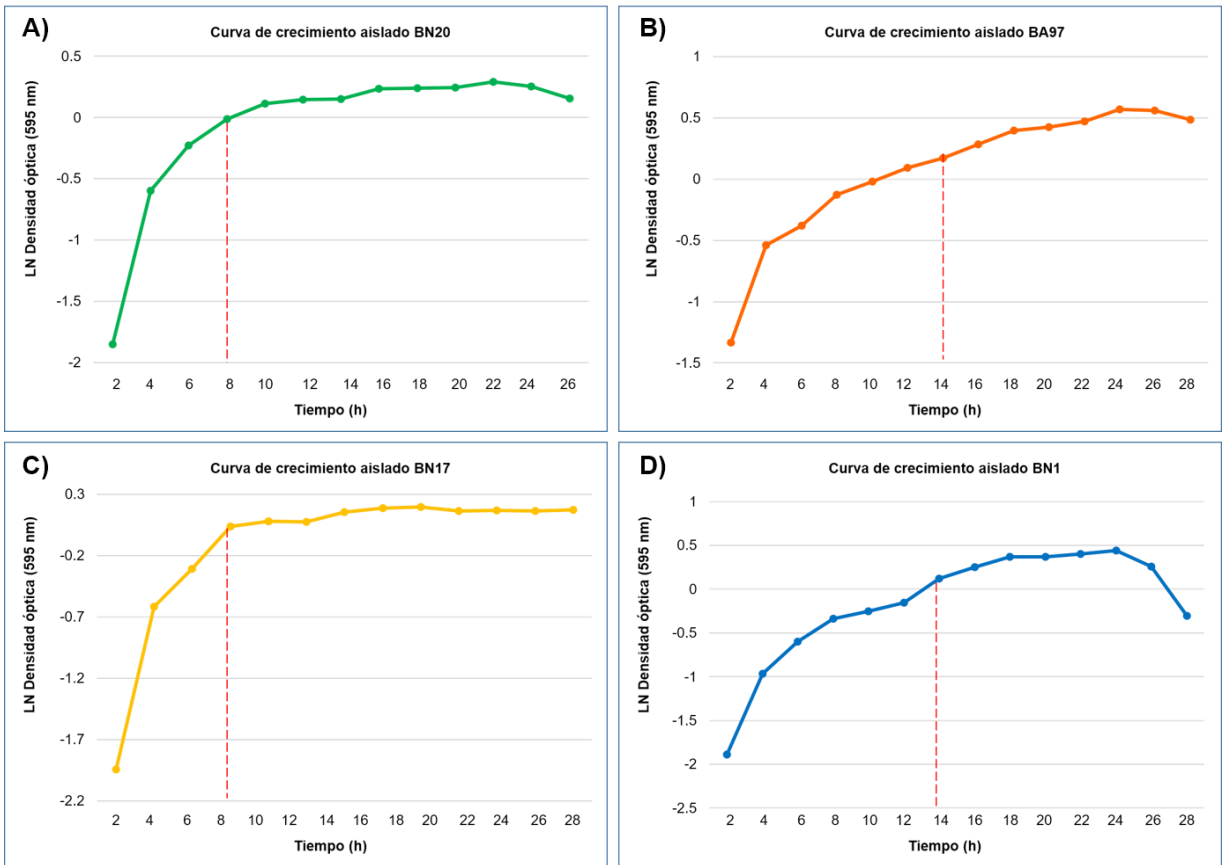 A)
Curva de crecimiento aislado BN20
LN Densidad óptica (595 nm)
0.5
0
-0.5
-1
-1.5
-2
2 4 6 8 10 12 14 16 18 20 22 24 26
Tiempo (h)
B)
Curva de crecimiento aislado BA97
LN Densidad óptica (595 nm)
1
0.5
0
-0.5
-1
-1.5
2 4 6 8 10 12 14 16 18 20 22 24 26 28
Tiempo (h)
C)
Curva de crecimiento aislado BN17
LN Densidad óptica (595 nm)
0.3
-0.2
-0.7
-1.2
-1.7
-2.2
2 4 6 8 10 12 14 16 18 20 22 24 26 28
Tiempo (h)
D)
Curva de crecimiento aislado BN1
LN Densidad óptica (595 nm)
1
0.5
0
-0.5
-1
-1.5
-2
-2.5
2 4 6 8 10 12 14 16 18 20 22 24 26 28
Tiempo (h)